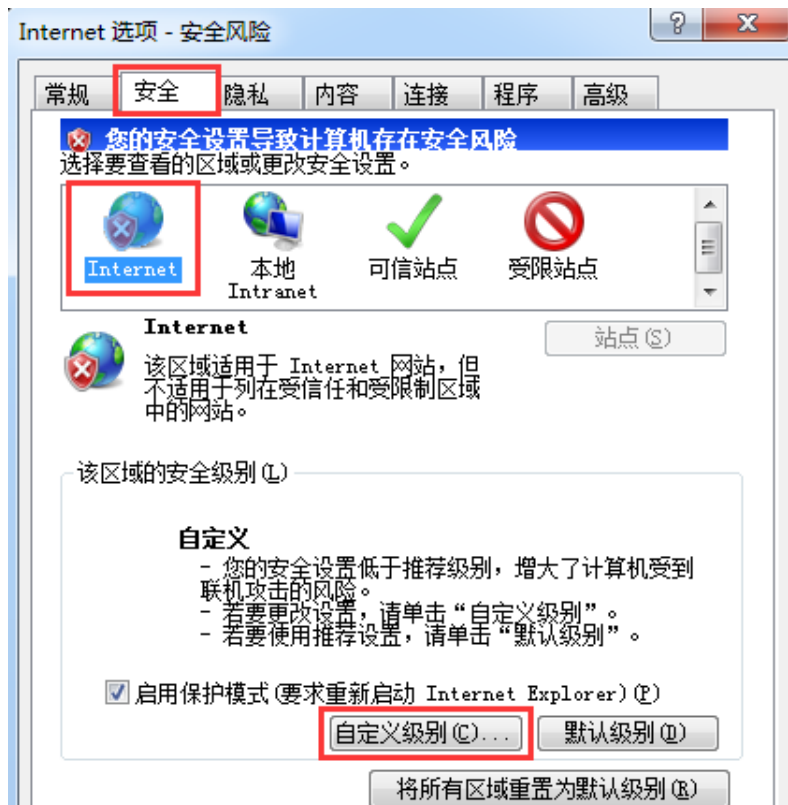 Internet 选项 - 安全风险
常规 安全 隐私 内容 连接 程序 高级
您的安全设置导致计算机存在安全风险
选择要查看的区域或更改安全设置。
Internet 本地 可信站点 受限站点
Intranet
Internet
站点(S)
该区域适用于 Internet 网站，但
不适用于列在受信任和受限制区域
中的网站。
该区域的安全级别(L)
自定义
- 您的安全设置低于推荐级别，增大了计算机受到
联机攻击的风险。
- 若要更改设置，请单击“自定义级别”。
- 若要使用推荐设置，请单击“默认级别”。
启用保护模式(要求重新启动 Internet Explorer)(P)
自定义级别(C)... 默认级别(D)
将所有区域重置为默认级别(R)